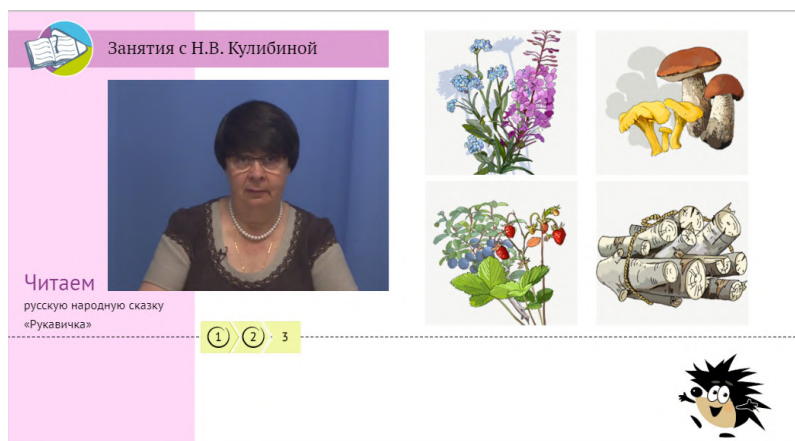 Занятия с Н.В. Кулибиной
Читаем
русскую народную сказку
«Рукавичка»
1 2 3